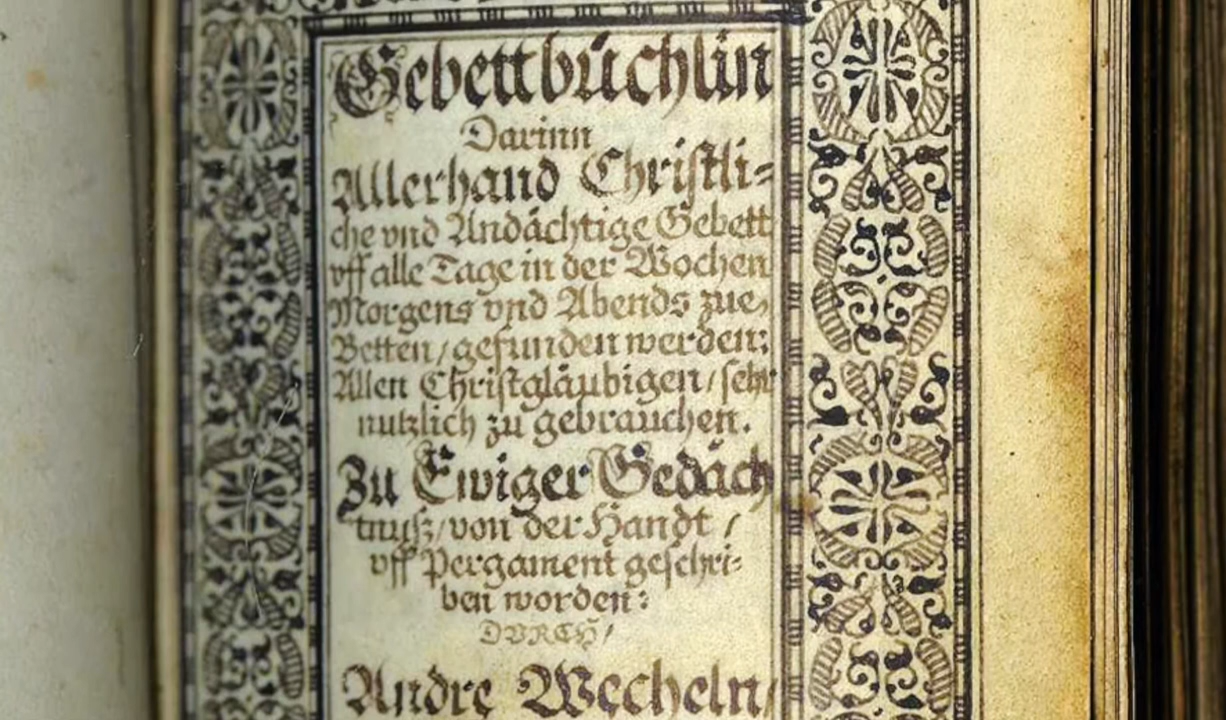 Gebettbüchlin
Darinn
Allerhand Christli=
che vnd Andächtige Gebett
vff alle Tage in der Wochen
Morgens vnd Abends zue,
Betten/ gefunden werden:
Allen Christgläubigen/ sehr
nutzlich zu gebrauchen.
Zu Ewiger Gedäch
tnuß/ von der Handt /
vff Pergament geschri=
ben worden:
DVRCH/
Andre Wecheln/